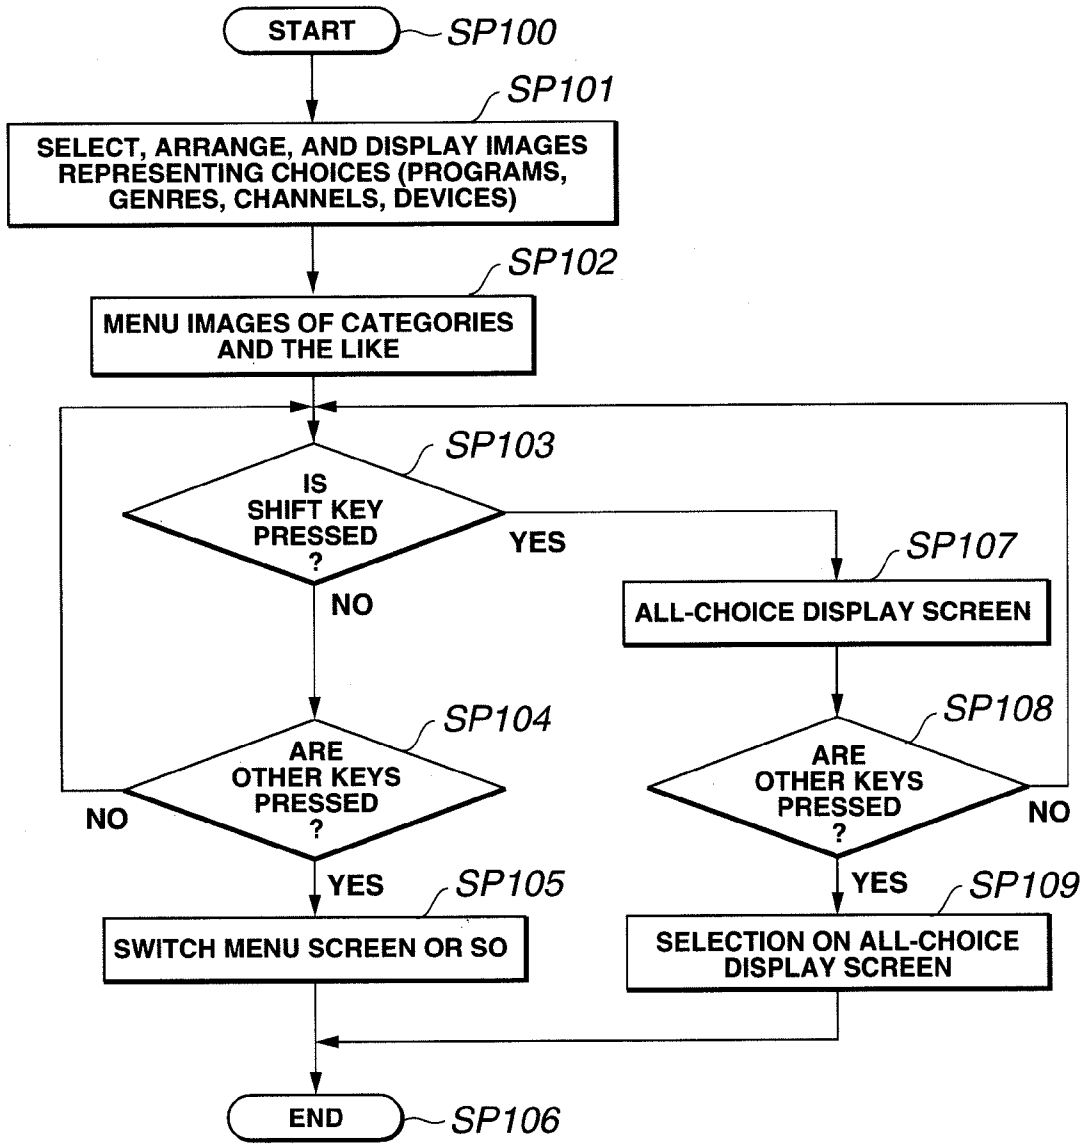 START
SP100
SP101
SELECT, ARRANGE, AND DISPLAY IMAGES
REPRESENTING CHOICES (PROGRAMS,
GENRES, CHANNELS, DEVICES)
SP102
MENU IMAGES OF CATEGORIES
AND THE LIKE
SP103
IS
SHIFT KEY
PRESSED
?
YES
NO
SP107
ALL-CHOICE DISPLAY SCREEN
SP104
ARE
OTHER KEYS
PRESSED
?
NO
YES
SP108
ARE
OTHER KEYS
PRESSED
?
NO
YES
SP105
SWITCH MENU SCREEN OR SO
SP109
SELECTION ON ALL-CHOICE
DISPLAY SCREEN
END
SP106